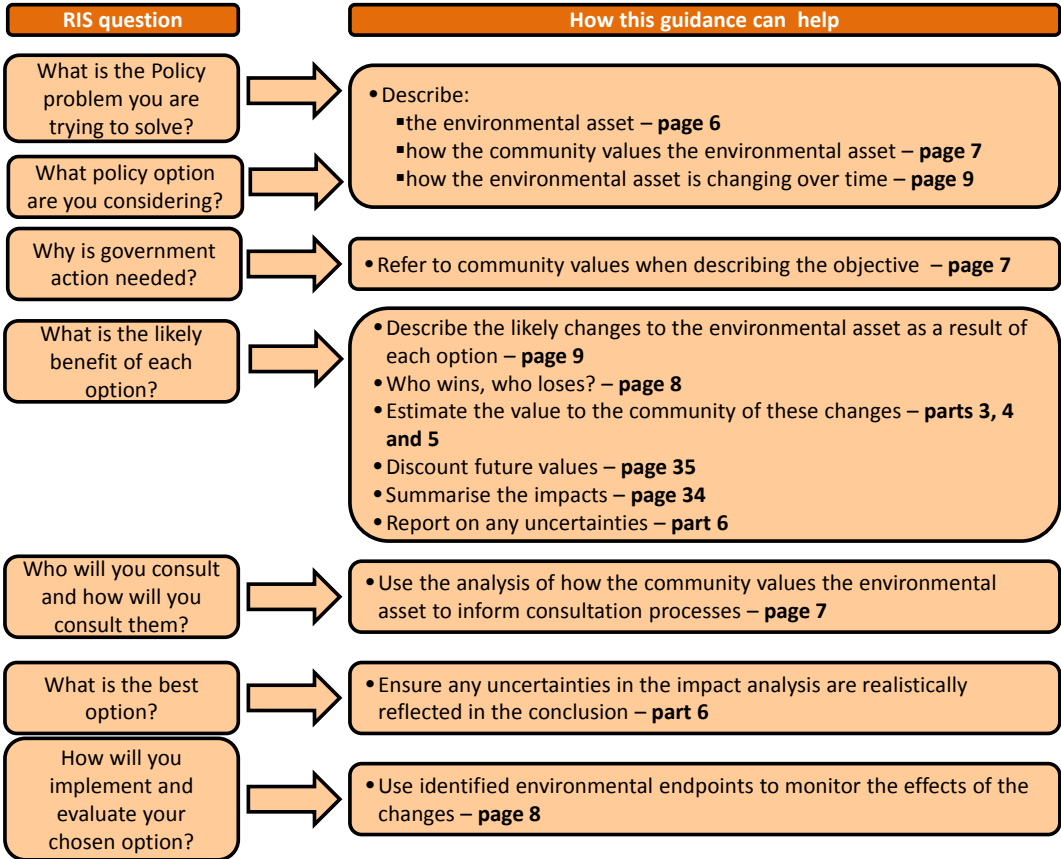 RIS question
How this guidance can help
What is the Policy
problem you are
trying to solve?
What policy option
are you considering?
• Describe:
▪the environmental asset – page 6
▪how the community values the environmental asset – page 7
▪how the environmental asset is changing over time – page 9
Why is government
action needed?
• Refer to community values when describing the objective – page 7
What is the likely
benefit of each
option?
• Describe the likely changes to the environmental asset as a result of
each option – page 9
• Who wins, who loses? – page 8
• Estimate the value to the community of these changes – parts 3, 4
and 5
• Discount future values – page 35
• Summarise the impacts – page 34
• Report on any uncertainties – part 6
Who will you consult
and how will you
consult them?
• Use the analysis of how the community values the environmental
asset to inform consultation processes – page 7
What is the best
option?
• Ensure any uncertainties in the impact analysis are realistically
reflected in the conclusion – part 6
How will you
implement and
evaluate your
chosen option?
• Use identified environmental endpoints to monitor the effects of the
changes – page 8